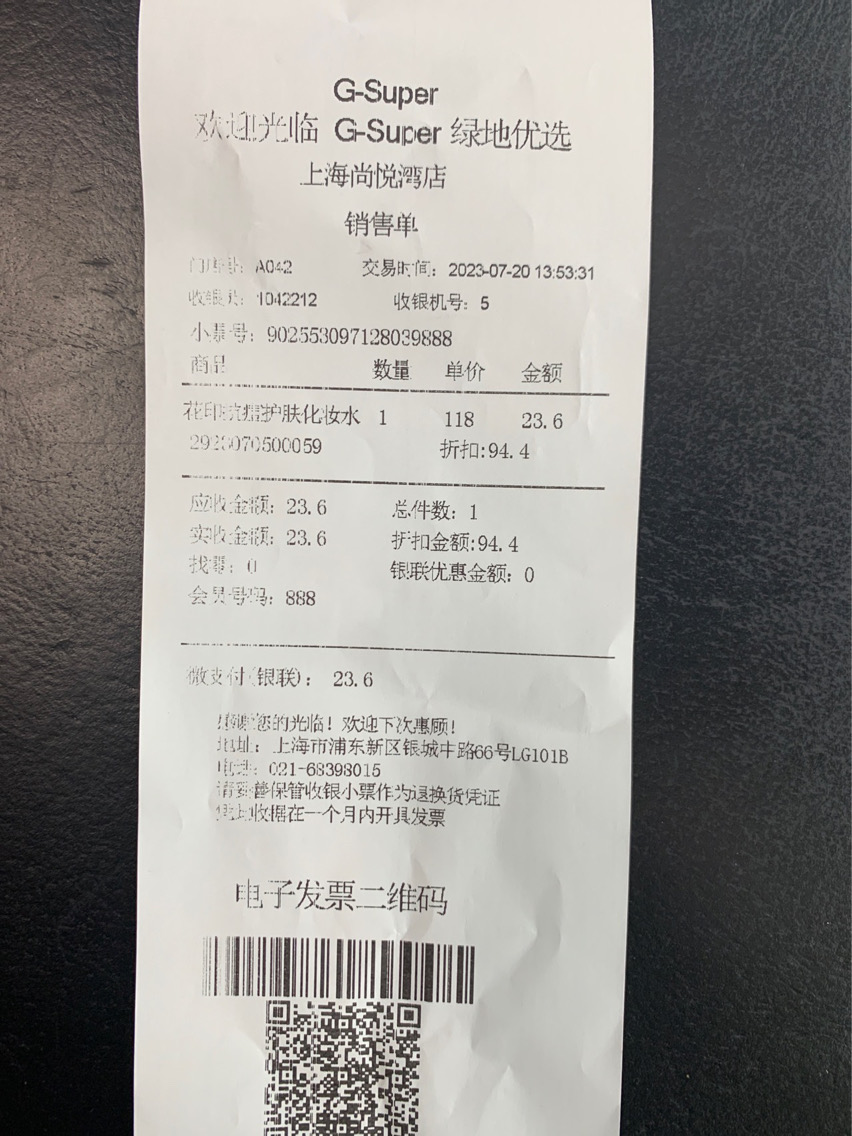 G-Super
欢迎光临 G-Super 绿地优选
上海尚悦湾店
销售单
门店号: A042 交易时间: 2023-07-20 13:53:31
收银员: 1042212 收银机号: 5
小票号: 902553097128039888
商品 数量 单价 金额
花印抗糖护肤化妆水 1 118 23.6
2920070500059 折扣:94.4
应收金额: 23.6 总件数: 1
实收金额: 23.6 折扣金额:94.4
找零: 0 银联优惠金额: 0
会员号码: 888
微支付(银联): 23.6
感谢您的光临! 欢迎下次惠顾!
地址: 上海市浦东新区银城中路66号LG101B
电话: 021-68398015
请妥善保管收银小票作为退换货凭证
凭此收据在一个月内开具发票
电子发票二维码